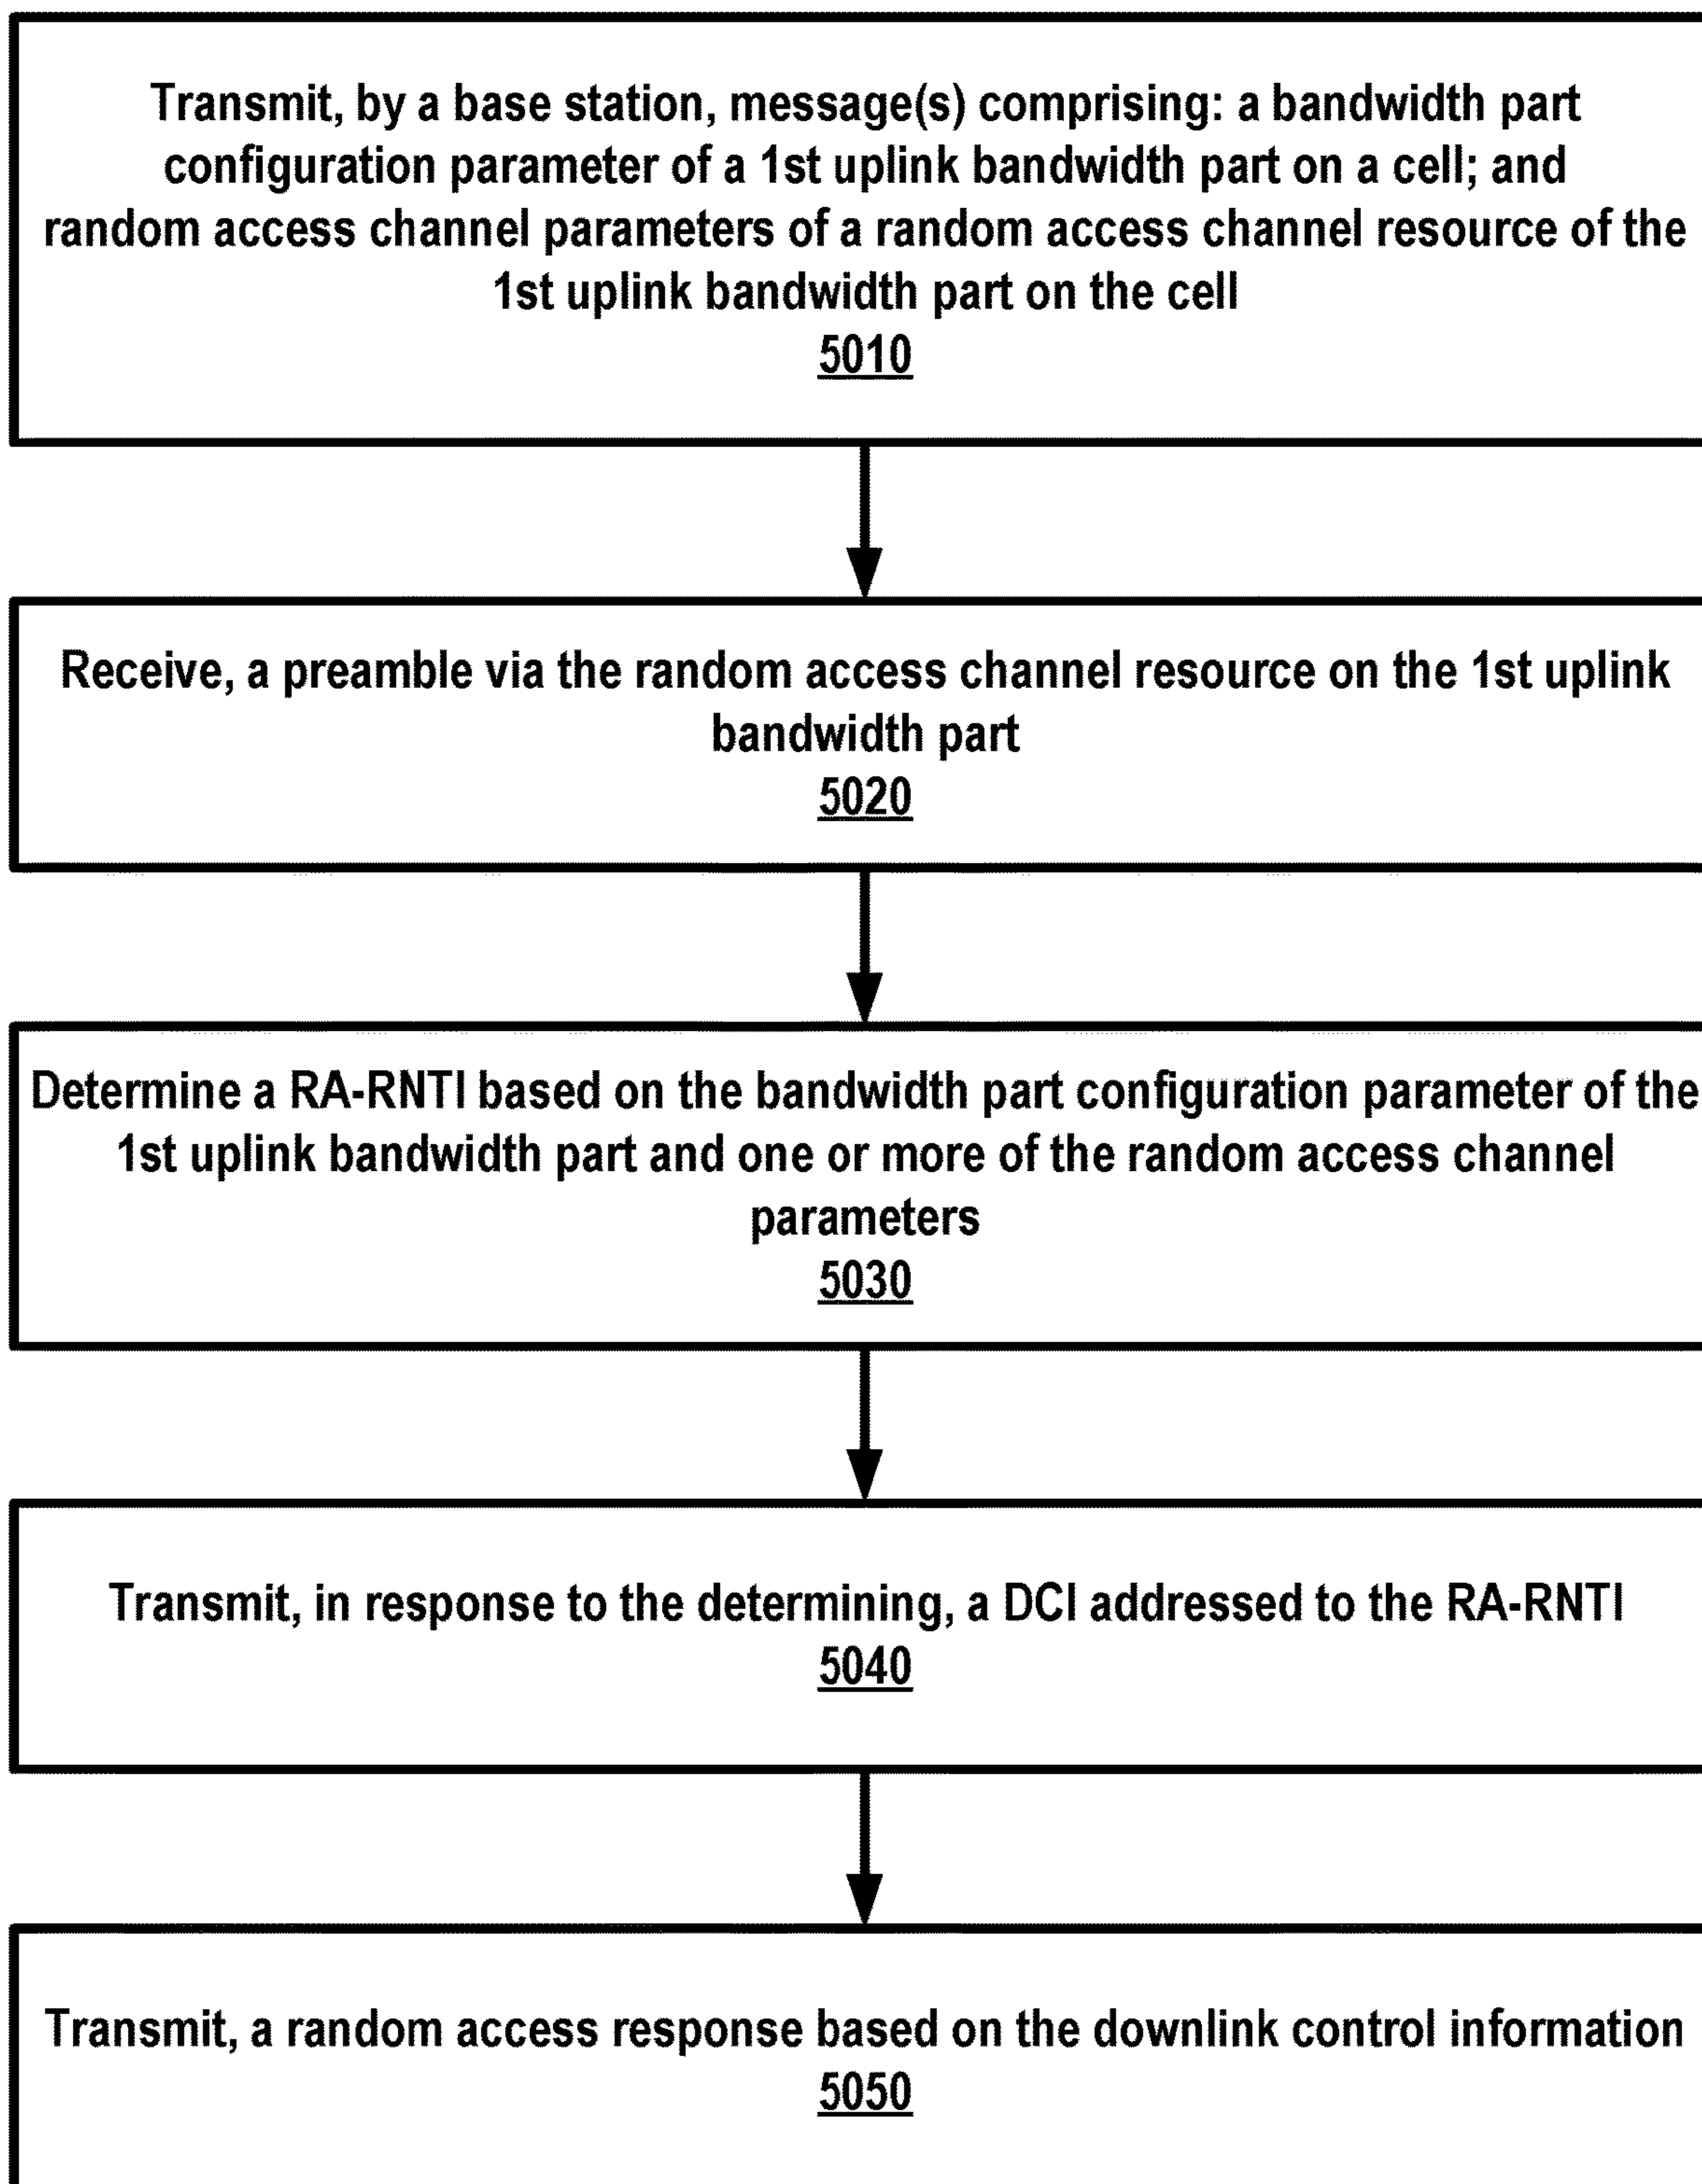 Transmit, by a base station, message(s) comprising: a bandwidth part
configuration parameter of a 1st uplink bandwidth part on a cell; and
random access channel parameters of a random access channel resource of the
1st uplink bandwidth part on the cell
5010
Receive, a preamble via the random access channel resource on the 1st uplink
bandwidth part
5020
Determine a RA-RNTI based on the bandwidth part configuration parameter of the
1st uplink bandwidth part and one or more of the random access channel
parameters
5030
Transmit, in response to the determining, a DCI addressed to the RA-RNTI
5040
Transmit, a random access response based on the downlink control information
5050